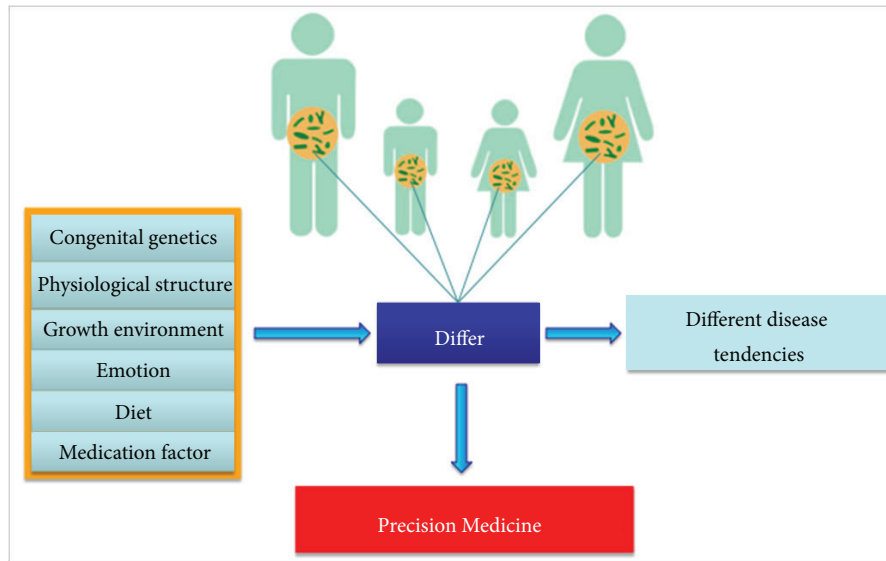 Congenital genetics
Physiological structure
Growth environment
Emotion
Diet
Medication factor
Differ
Different disease
tendencies
Precision Medicine